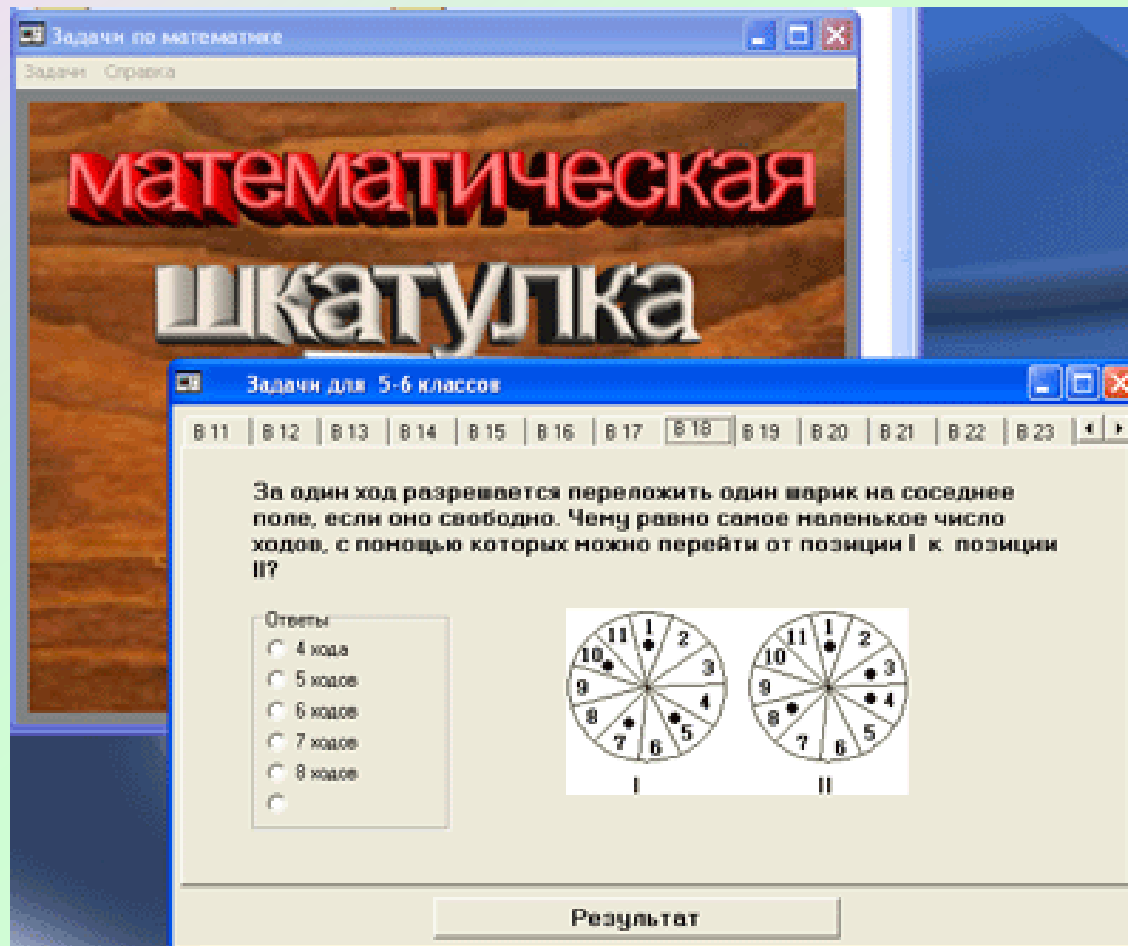 Задачи по математике
Задачи Справка
математическая
шкатулка
Задачи для 5-6 классов
В 11 В 12 В 13 В 14 В 15 В 16 В 17 В 18 В 19 В 20 В 21 В 22 В 23
За один ход разрешается переложить один шарик на соседнее
поле, если оно свободно. Чему равно самое маленькое число
ходов, с помощью которых можно перейти от позиции I к позиции
II?
Ответы
4 хода
5 ходов
6 ходов
7 ходов
8 ходов
1 2 3 4 5 6 7 8 9 10 11
1 2 3 4 5 6 7 8 9 10 11
I II
Результат